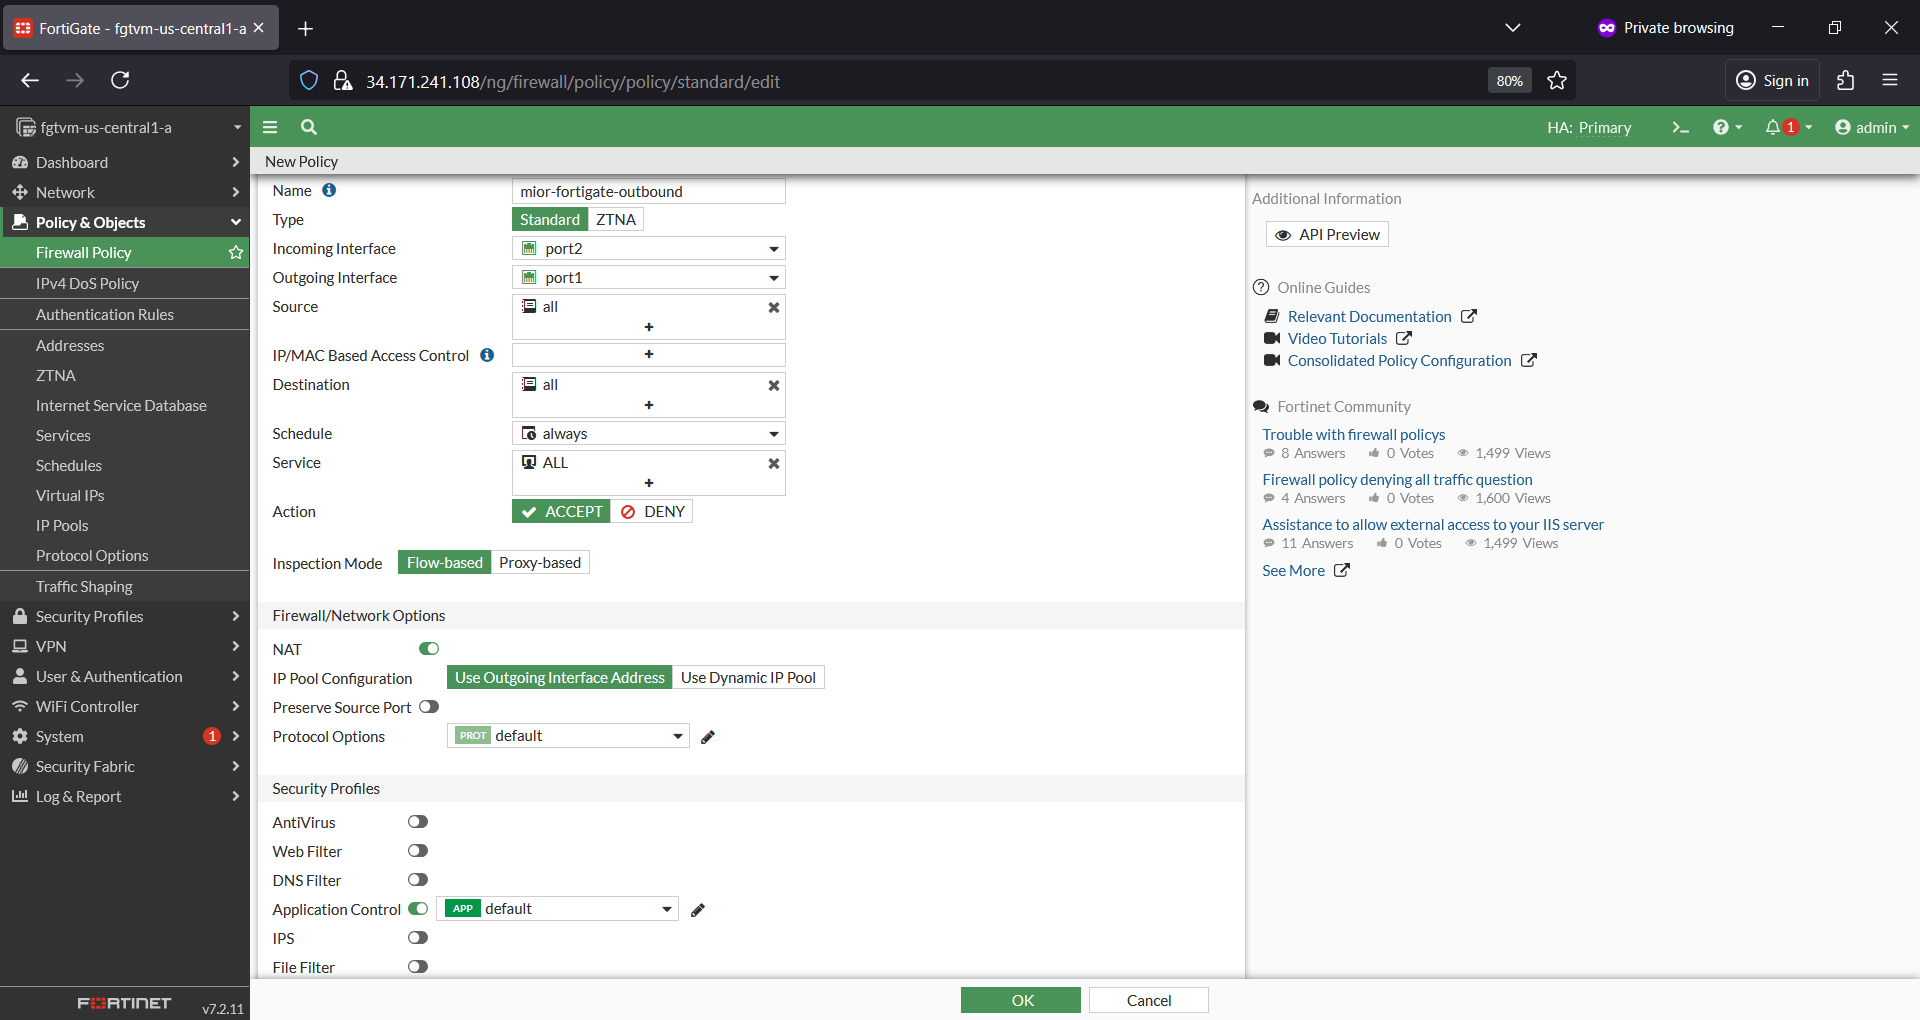 FortiGate - fgtvm-us-central1-a
Private browsing
34.171.241.108/ng/firewall/policy/policy/standard/edit
80%
Sign in
fgtvm-us-central1-a
HA: Primary
1
admin
Dashboard
Network
Policy & Objects
Firewall Policy
IPv4 DoS Policy
Authentication Rules
Addresses
ZTNA
Internet Service Database
Services
Schedules
Virtual IPs
IP Pools
Protocol Options
Traffic Shaping
Security Profiles
VPN
User & Authentication
WiFi Controller
System 1
Security Fabric
Log & Report
FORTINET v7.2.11
New Policy
Name mior-fortigate-outbound
Type Standard ZTNA
Incoming Interface port2
Outgoing Interface port1
Source all
IP/MAC Based Access Control
Destination all
Schedule always
Service ALL
Action ACCEPT DENY
Inspection Mode Flow-based Proxy-based
Firewall/Network Options
NAT
IP Pool Configuration Use Outgoing Interface Address Use Dynamic IP Pool
Preserve Source Port
Protocol Options PROT default
Security Profiles
AntiVirus
Web Filter
DNS Filter
Application Control APP default
IPS
File Filter
OK Cancel
Additional Information
API Preview
Online Guides
Relevant Documentation
Video Tutorials
Consolidated Policy Configuration
Fortinet Community
Trouble with firewall policys
8 Answers 0 Votes 1,499 Views
Firewall policy denying all traffic question
4 Answers 0 Votes 1,600 Views
Assistance to allow external access to your IIS server
11 Answers 0 Votes 1,499 Views
See More